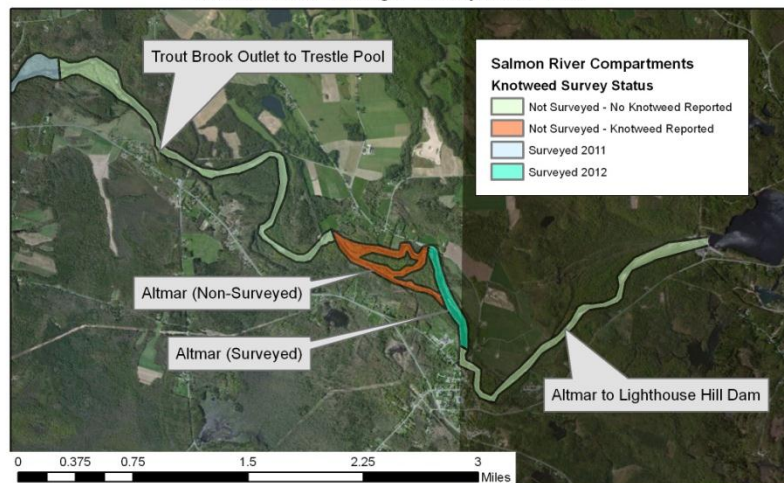 Trout Brook Outlet to Trestle Pool
Salmon River Compartments
Knotweed Survey Status
Not Surveyed - No Knotweed Reported
Not Surveyed - Knotweed Reported
Surveyed 2011
Surveyed 2012
Altmar (Non-Surveyed)
Altmar (Surveyed)
Altmar to Lighthouse Hill Dam
0 0.375 0.75 1.5 2.25 3
Miles